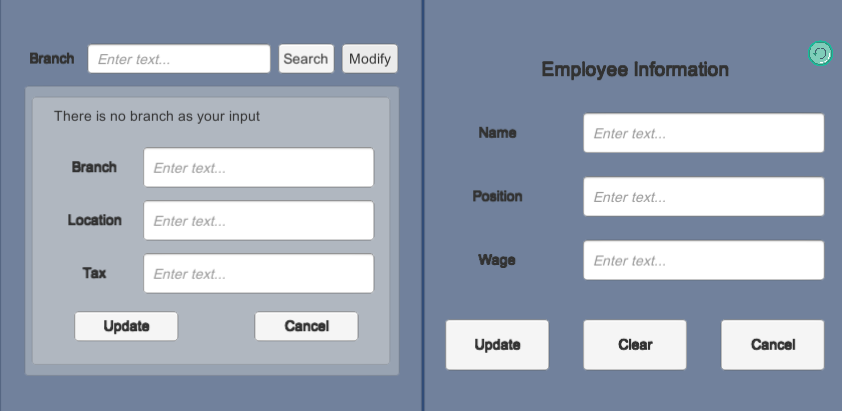 Branch Enter text... Search Modify
There is no branch as your input
Branch Enter text...
Location Enter text...
Tax Enter text...
Update Cancel
Employee Information
Name Enter text...
Position Enter text...
Wage Enter text...
Update Clear Cancel